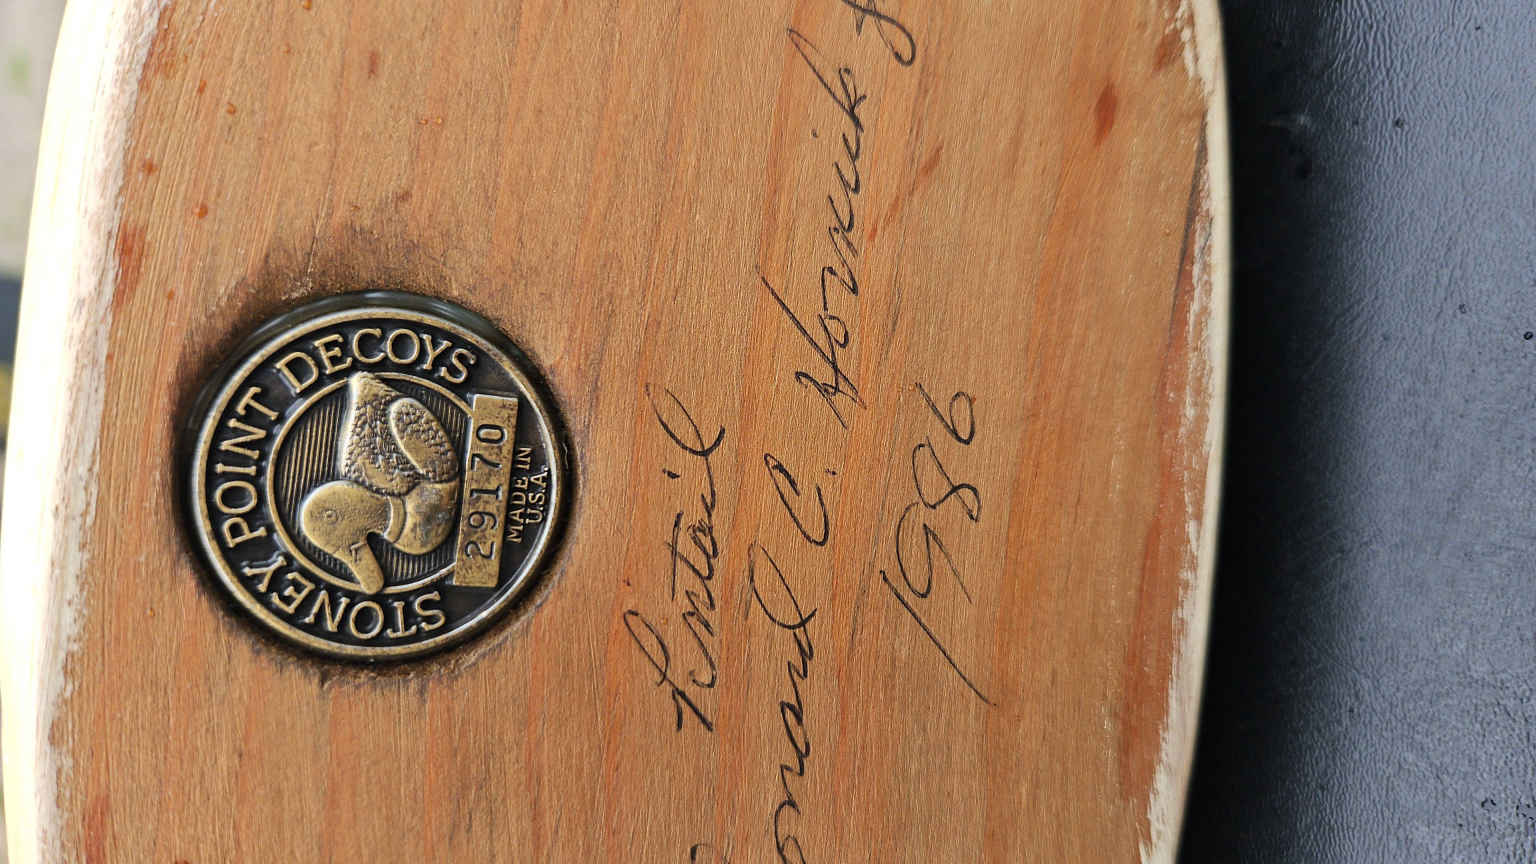 STONEY POINT DECOYS
29170
MADE IN
U.S.A.
Pintail
C. Hornick
1986